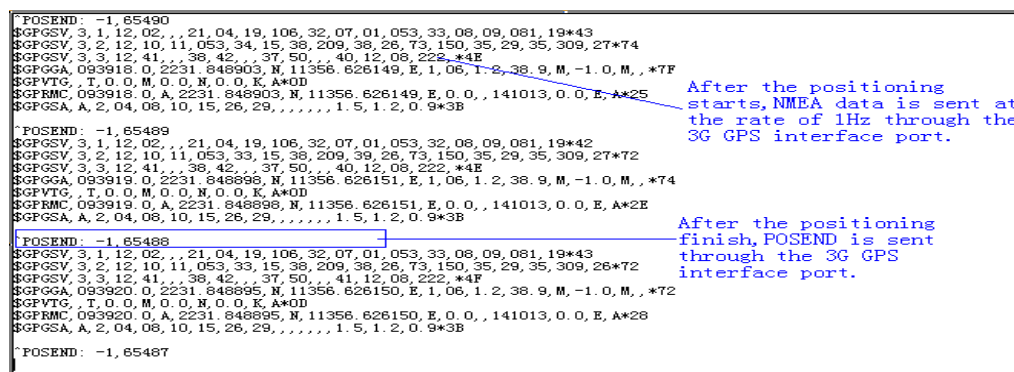 ^POSEND: -1,65490
$GPGSV,3,1,12,02,,,21,04,19,106,32,07,01,053,33,08,09,081,19*43
$GPGSV,3,2,12,10,11,053,34,15,38,209,38,26,73,150,35,29,35,309,27*74
$GPGSV,3,3,12,41,,,38,42,,,37,50,,,40,12,08,222,*4E
$GPGGA,093918.0,2231.848903,N,11356.626149,E,1,06,1.2,38.9,M,-1.0,M,,*7F
$GPVTG,,T,0.0,M,0.0,N,0.0,K,A*0D
$GPRMC,093918.0,A,2231.848903,N,11356.626149,E,0.0,,141013,0.0,E,A*25
$GPGSA,A,2,04,08,10,15,26,29,,,,,,,1.5,1.2,0.9*3B
After the positioning
starts,NMEA data is sent at
the rate of 1Hz through the
3G GPS interface port.
^POSEND: -1,65489
$GPGSV,3,1,12,02,,,21,04,19,106,32,07,01,053,32,08,09,081,19*42
$GPGSV,3,2,12,10,11,053,33,15,38,209,39,26,73,150,35,29,35,309,27*72
$GPGSV,3,3,12,41,,,38,42,,,37,50,,,40,12,08,222,*4E
$GPGGA,093919.0,2231.848898,N,11356.626151,E,1,06,1.2,38.9,M,-1.0,M,,*74
$GPVTG,,T,0.0,M,0.0,N,0.0,K,A*0D
$GPRMC,093919.0,A,2231.848898,N,11356.626151,E,0.0,,141013,0.0,E,A*2E
$GPGSA,A,2,04,08,10,15,26,29,,,,,,,1.5,1.2,0.9*3B
After the positioning
finish,POSEND is sent
through the 3G GPS
interface port.
^POSEND: -1,65488
$GPGSV,3,1,12,02,,,21,04,19,106,32,07,01,053,33,08,09,081,19*43
$GPGSV,3,2,12,10,11,053,33,15,38,209,38,26,73,150,35,29,35,309,26*72
$GPGSV,3,3,12,41,,,38,42,,,37,50,,,41,12,08,222,*4F
$GPGGA,093920.0,2231.848895,N,11356.626150,E,1,06,1.2,38.9,M,-1.0,M,,*72
$GPVTG,,T,0.0,M,0.0,N,0.0,K,A*0D
$GPRMC,093920.0,A,2231.848895,N,11356.626150,E,0.0,,141013,0.0,E,A*28
$GPGSA,A,2,04,08,10,15,26,29,,,,,,,1.5,1.2,0.9*3B
^POSEND: -1,65487